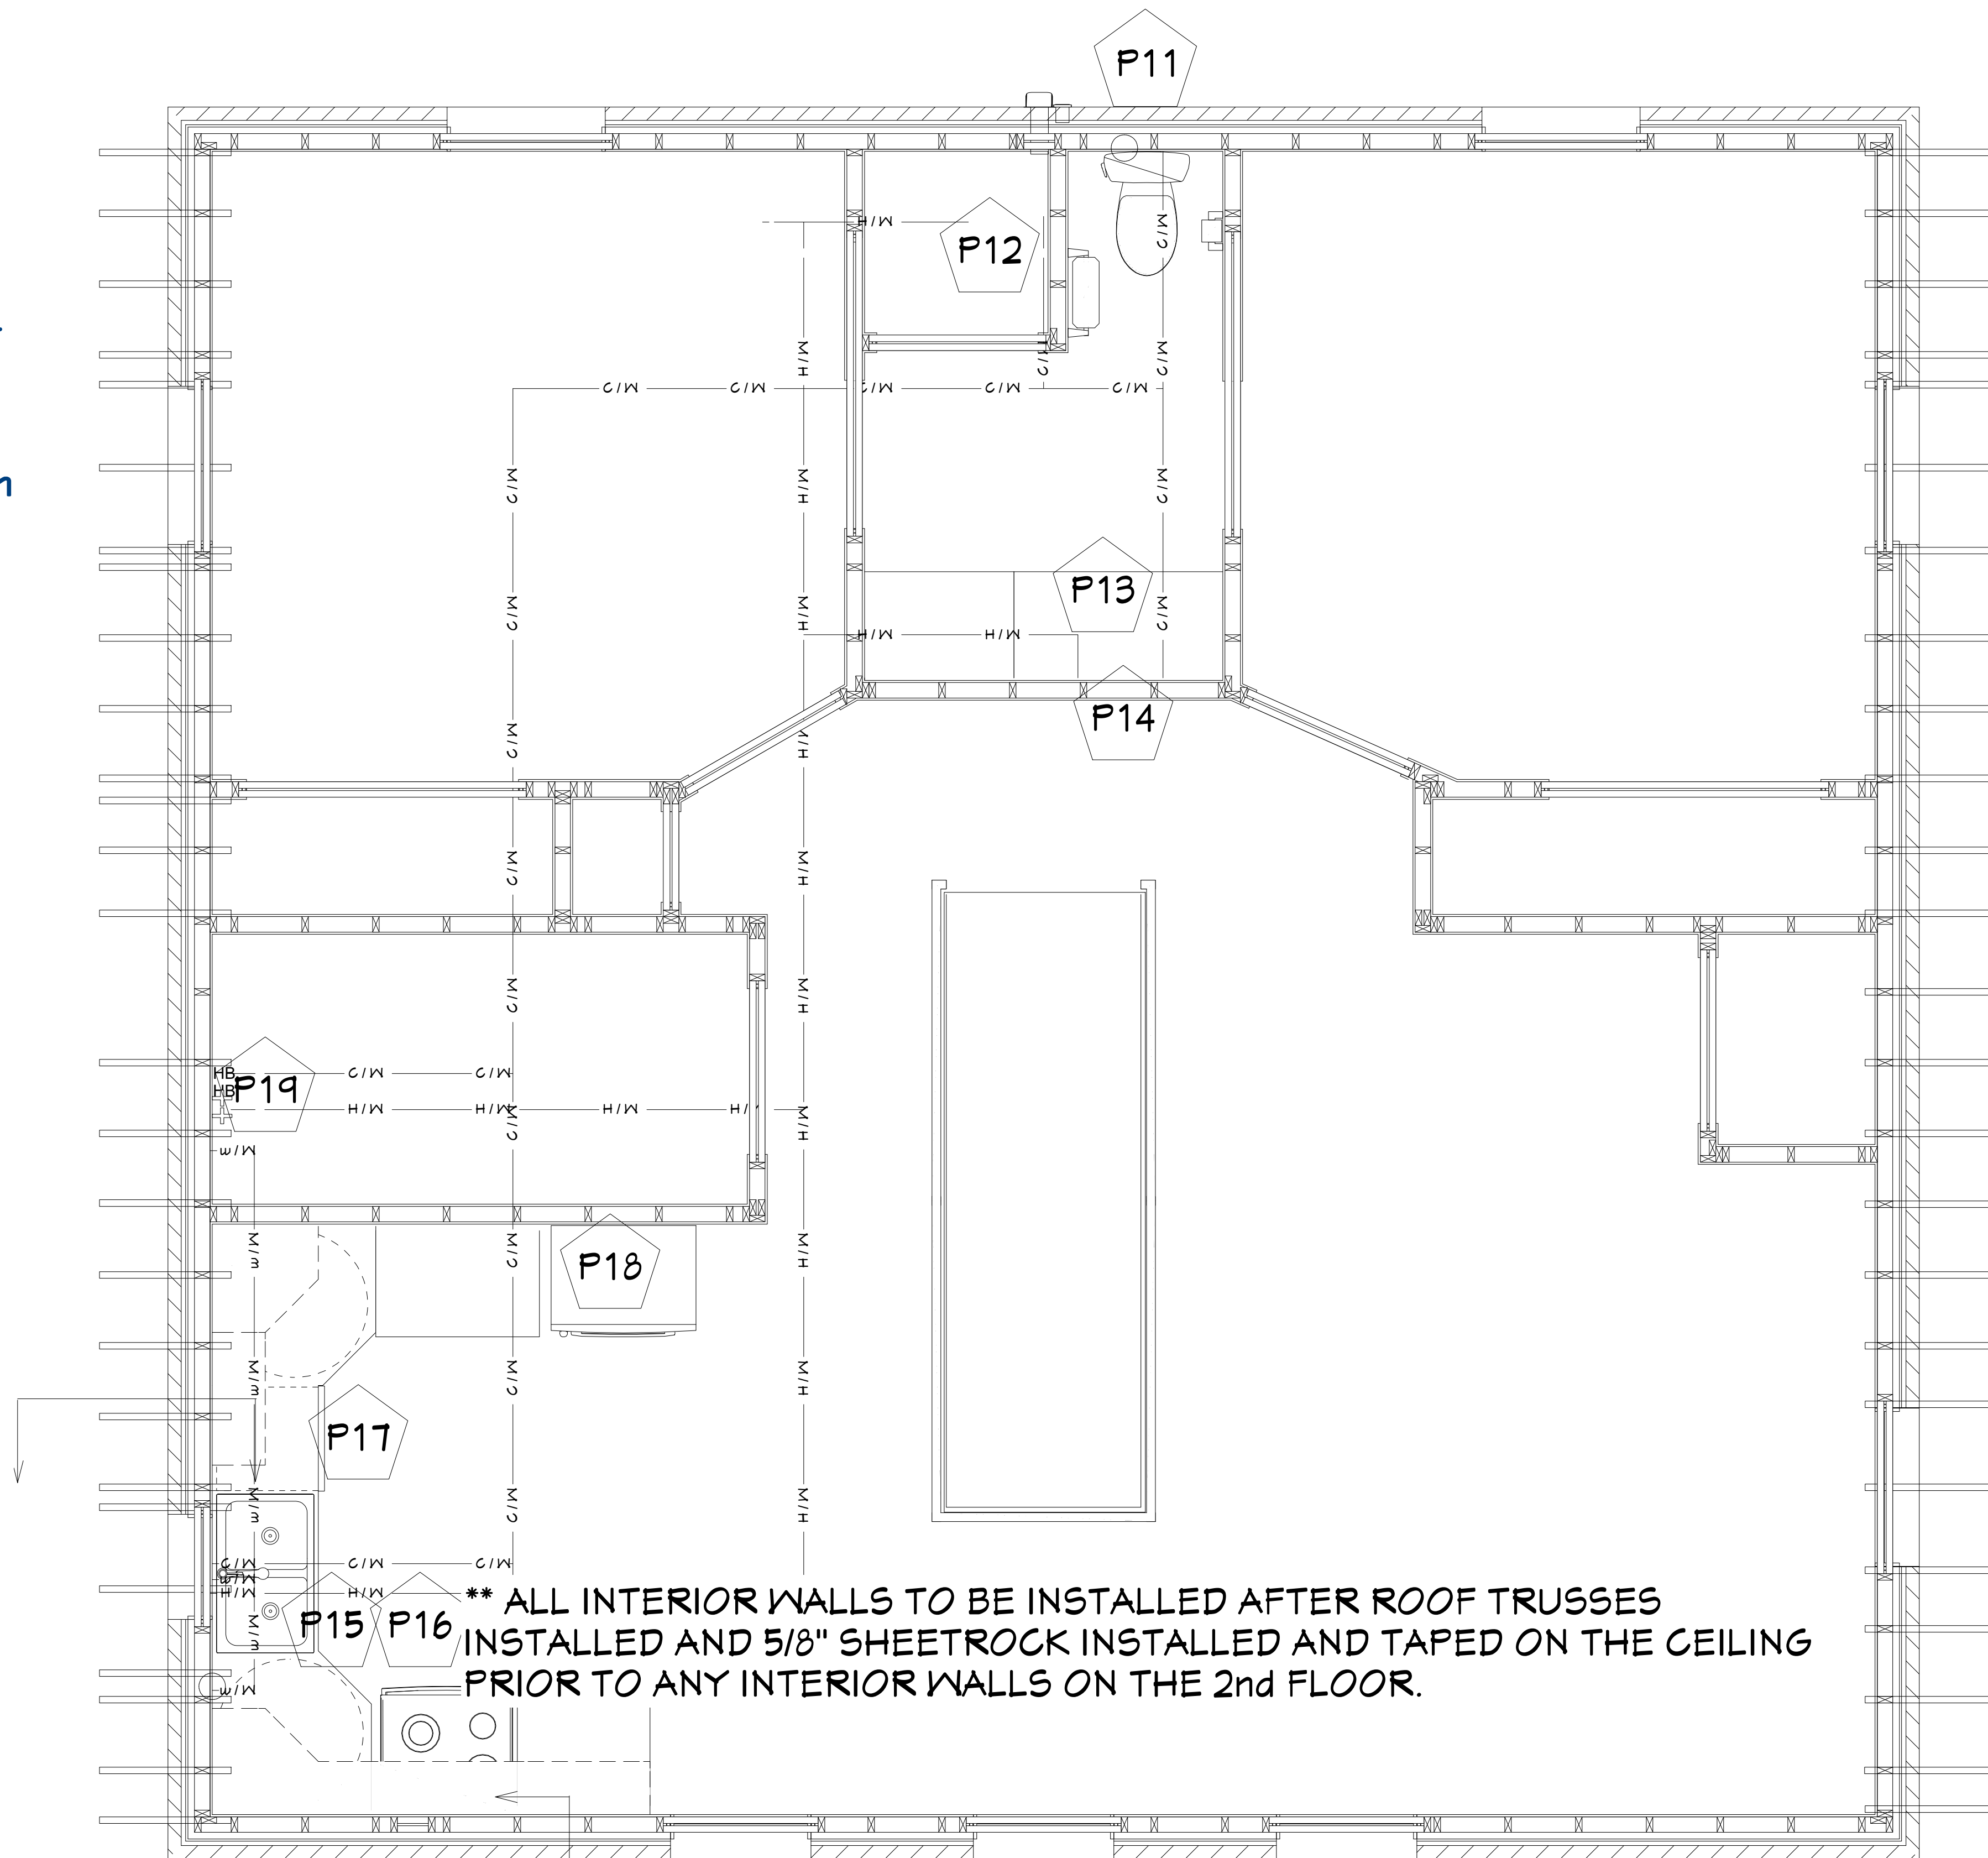 P11
P12
M/H
M/C
M/C
M/H
M/C
M/C M/C M/C M/C M/C
M/C
M/H
M/C
P13
M/C
M/H
M/C
M/H M/H
P14
M/C
M/H
M/C
M/H
M/C
M/H
HB
HB
P19
M/C M/C
M/H M/H M/H M/H
M/C
M/H
M/m
M/m
M/C
M/H
P18
M/m
M/C
M/H
P17
M/m
M/C
M/H
M/C M/C M/C
M/H M/H
P15
P16
M/m
M/m
** ALL INTERIOR WALLS TO BE INSTALLED AFTER ROOF TRUSSES
INSTALLED AND 5/8" SHEETROCK INSTALLED AND TAPED ON THE CEILING
PRIOR TO ANY INTERIOR WALLS ON THE 2nd FLOOR.